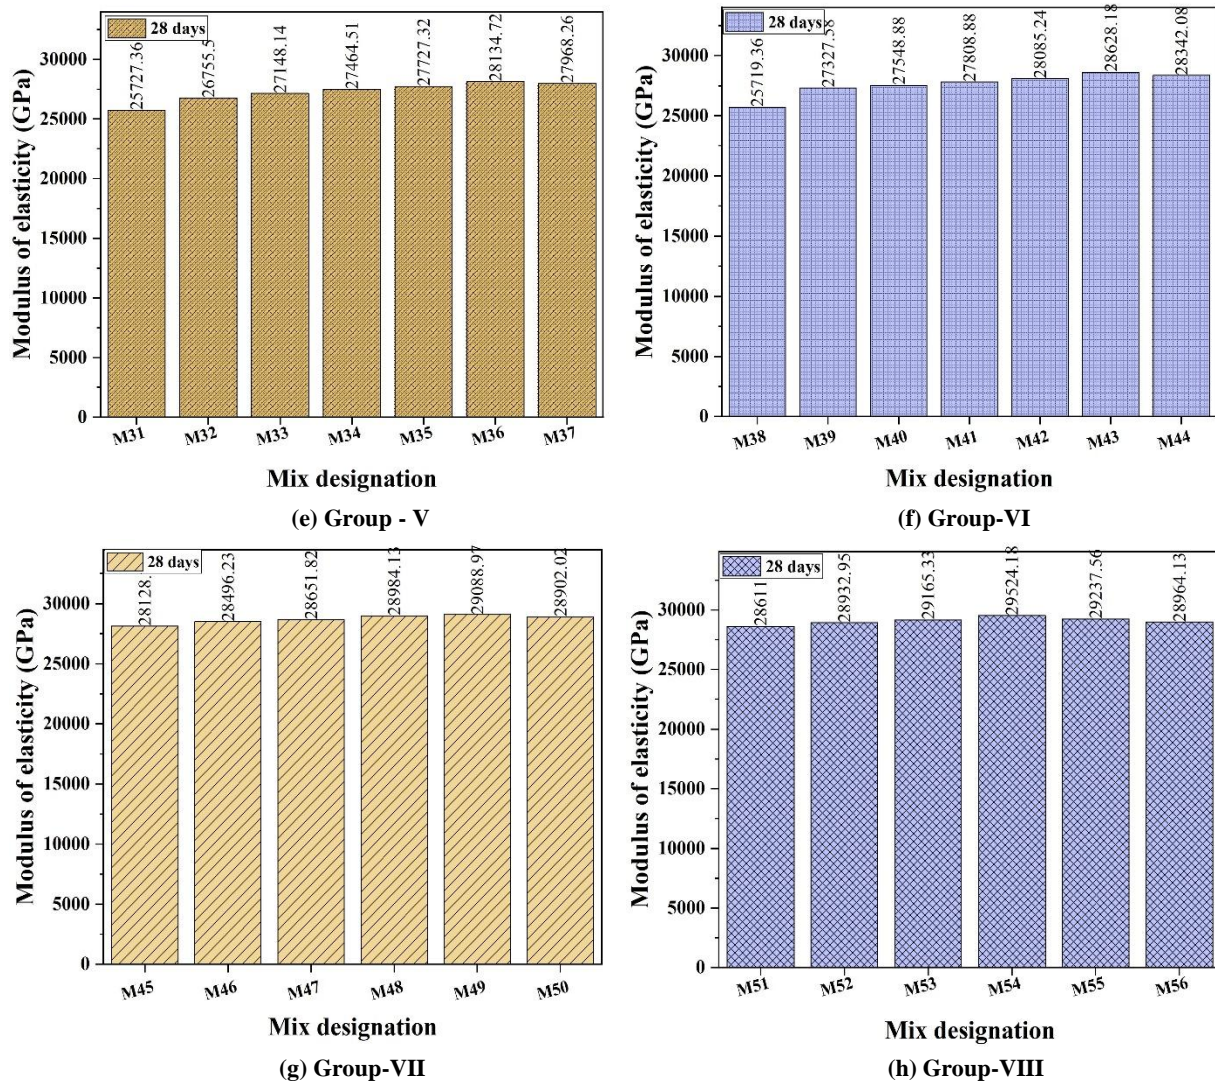 28 days
25727.36
26755.5
27148.14
27464.51
27727.32
28134.72
27968.26
30000
25000
20000
15000
10000
5000
0
Modulus of elasticity (GPa)
M31 M32 M33 M34 M35 M36 M37
Mix designation
(e) Group - V
28 days
25719.36
27327.58
27548.88
27808.88
28085.24
28628.18
28342.08
30000
25000
20000
15000
10000
5000
0
Modulus of elasticity (GPa)
M38 M39 M40 M41 M42 M43 M44
Mix designation
(f) Group-VI
28 days
28128.
28496.23
28651.82
28984.13
29088.97
28902.02
30000
25000
20000
15000
10000
5000
0
Modulus of elasticity (GPa)
M45 M46 M47 M48 M49 M50
Mix designation
(g) Group-VII
28 days
28611
28932.95
29165.33
29524.18
29237.56
28964.13
30000
25000
20000
15000
10000
5000
0
Modulus of elasticity (GPa)
M51 M52 M53 M54 M55 M56
Mix designation
(h) Group-VIII